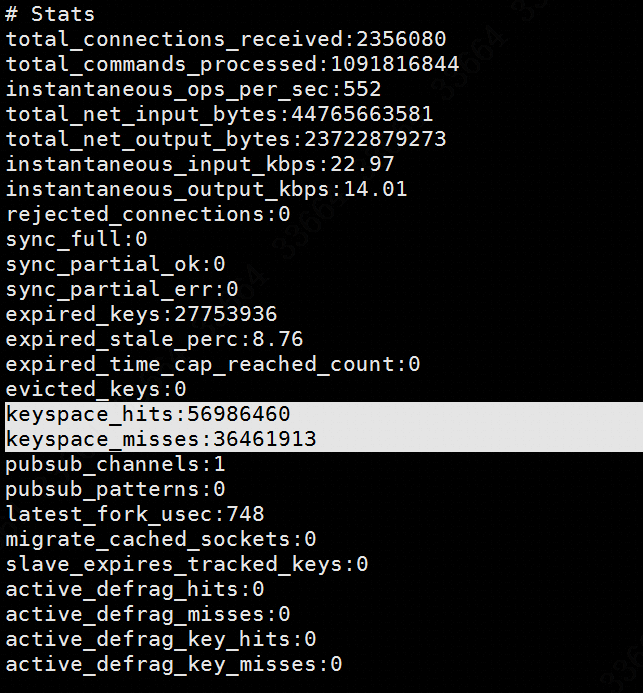 # Stats
total_connections_received:2356080
total_commands_processed:1091816844
instantaneous_ops_per_sec:552
total_net_input_bytes:44765663581
total_net_output_bytes:23722879273
instantaneous_input_kbps:22.97
instantaneous_output_kbps:14.01
rejected_connections:0
sync_full:0
sync_partial_ok:0
sync_partial_err:0
expired_keys:27753936
expired_stale_perc:8.76
expired_time_cap_reached_count:0
evicted_keys:0
keyspace_hits:56986460
keyspace_misses:36461913
pubsub_channels:1
pubsub_patterns:0
latest_fork_usec:748
migrate_cached_sockets:0
slave_expires_tracked_keys:0
active_defrag_hits:0
active_defrag_misses:0
active_defrag_key_hits:0
active_defrag_key_misses:0